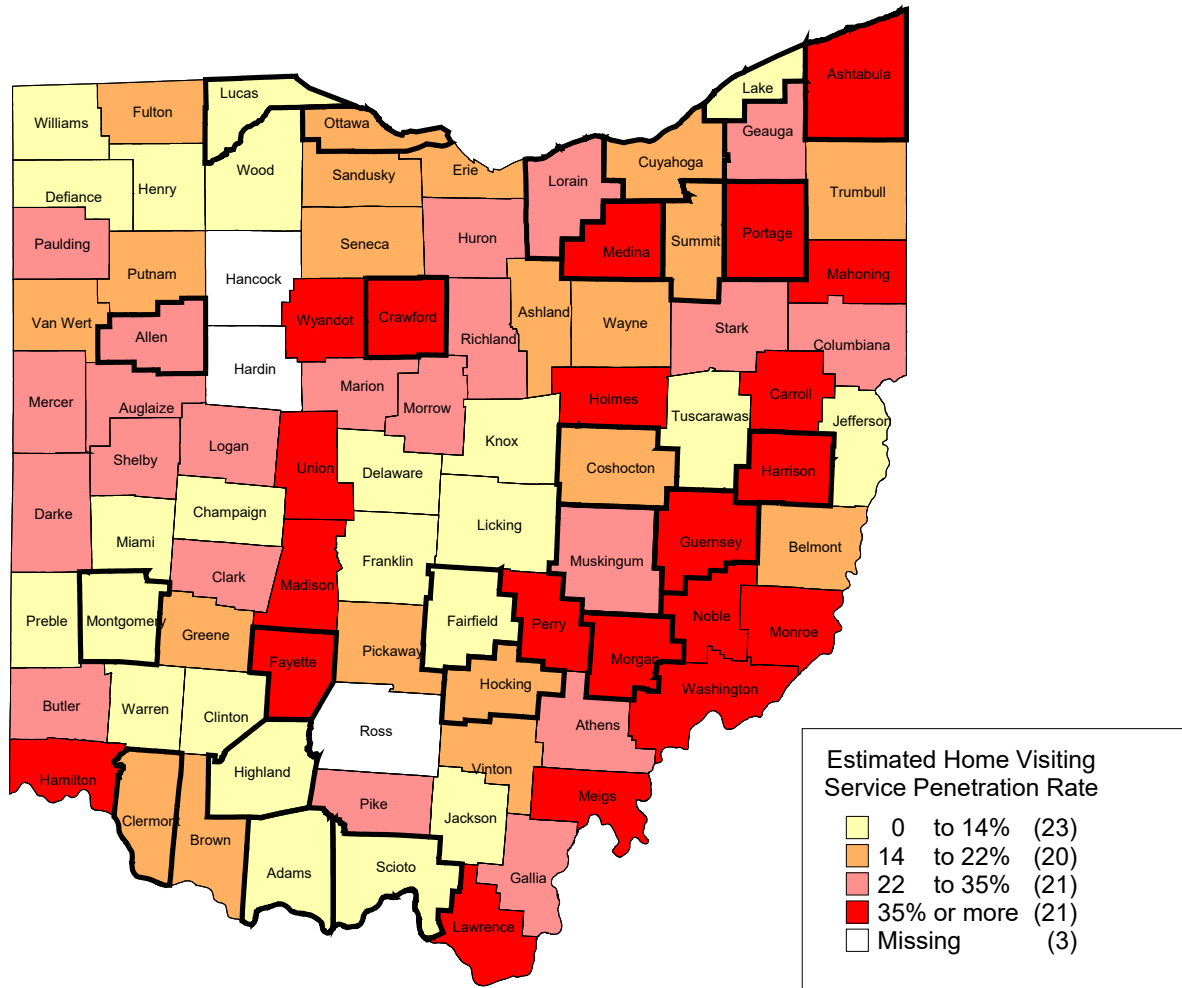 Ashtabula
Lake
Lucas
Fulton
Williams
Ottawa
Geauga
Cuyahoga
Wood
Erie
Sandusky
Lorain
Henry
Defiance
Trumbull
Portage
Huron
Summit
Paulding
Seneca
Medina
Putnam
Mahoning
Hancock
Ashland
Crawford
Wyandot
Van Wert
Wayne
Stark
Allen
Richland
Columbiana
Hardin
Marion
Carroll
Holmes
Mercer
Auglaize
Morrow
Tuscarawas
Jefferson
Knox
Logan
Shelby
Union
Coshocton
Harrison
Delaware
Champaign
Darke
Licking
Miami
Guernsey
Belmont
Franklin
Muskingum
Clark
Madison
Noble
Preble
Montgomery
Fairfield
Perry
Monroe
Greene
Pickaway
Morgan
Fayette
Hocking
Washington
Butler
Warren
Clinton
Athens
Ross
Vinton
Highland
Hamilton
Meigs
Pike
Jackson
Clermont
Brown
Scioto
Adams
Gallia
Lawrence
Estimated Home Visiting
Service Penetration Rate
0 to 14% (23)
14 to 22% (20)
22 to 35% (21)
35% or more (21)
Missing (3)